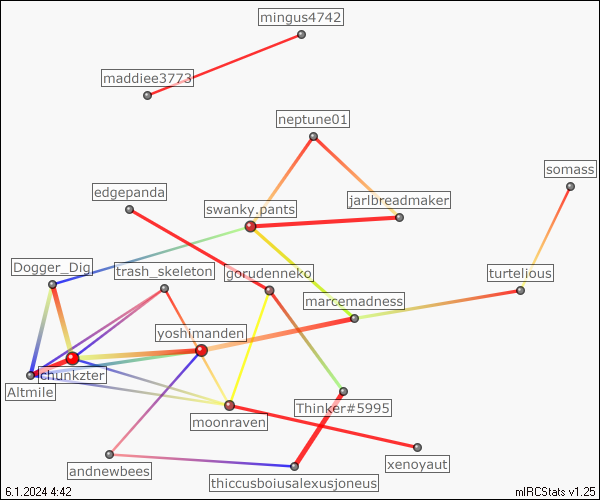 mingus4742
maddiee3773
neptune01
somass
edgepanda
jarlbreadmaker
swanky.pants
Dogger_Dig
trash_skeleton
gorudenneko
turtelious
marcemadness
yoshimanden
chunkzter
Altmile
Thinker#5995
moonraven
andnewbees
xenoyaut
thiccusboiusalexusjoneus
6.1.2024 4:42
mIRCStats v1.25